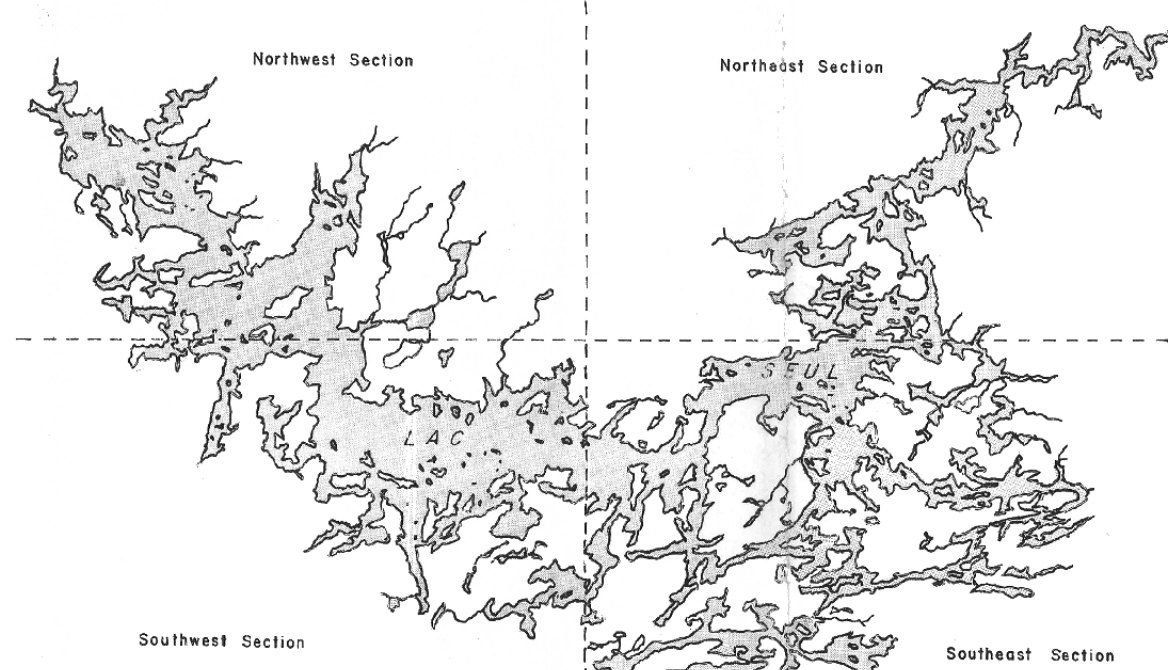 Northwest Section
Northeast Section
SEUL
LAC
Southwest Section
Southeast Section